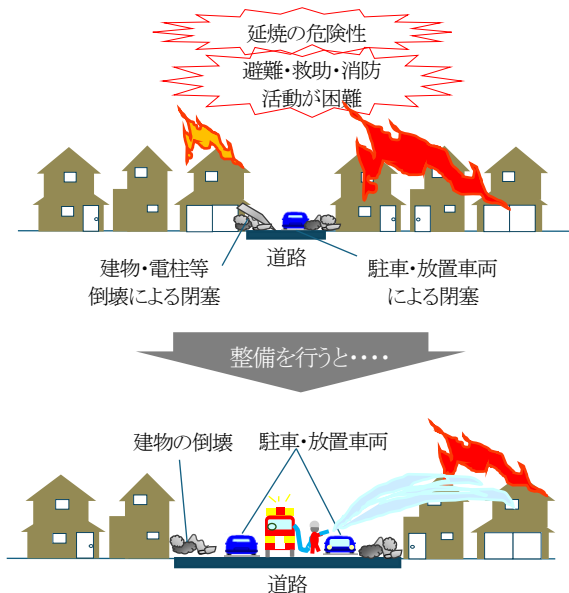 延焼の危険性
避難・救助・消防
活動が困難
道路
建物・電柱等
倒壊による閉塞
駐車・放置車両
による閉塞
整備を行うと・・・・
建物の倒壊
駐車・放置車両
道路